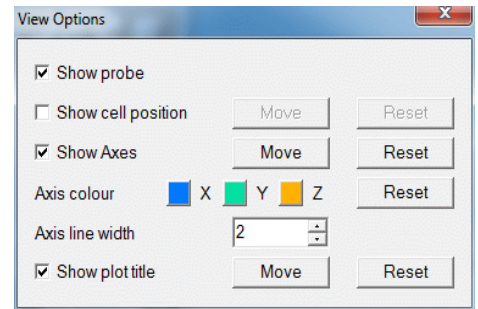 View Options
Show probe
Show cell position Move Reset
Show Axes Move Reset
Axis colour X Y Z Reset
Axis line width 2
Show plot title Move Reset